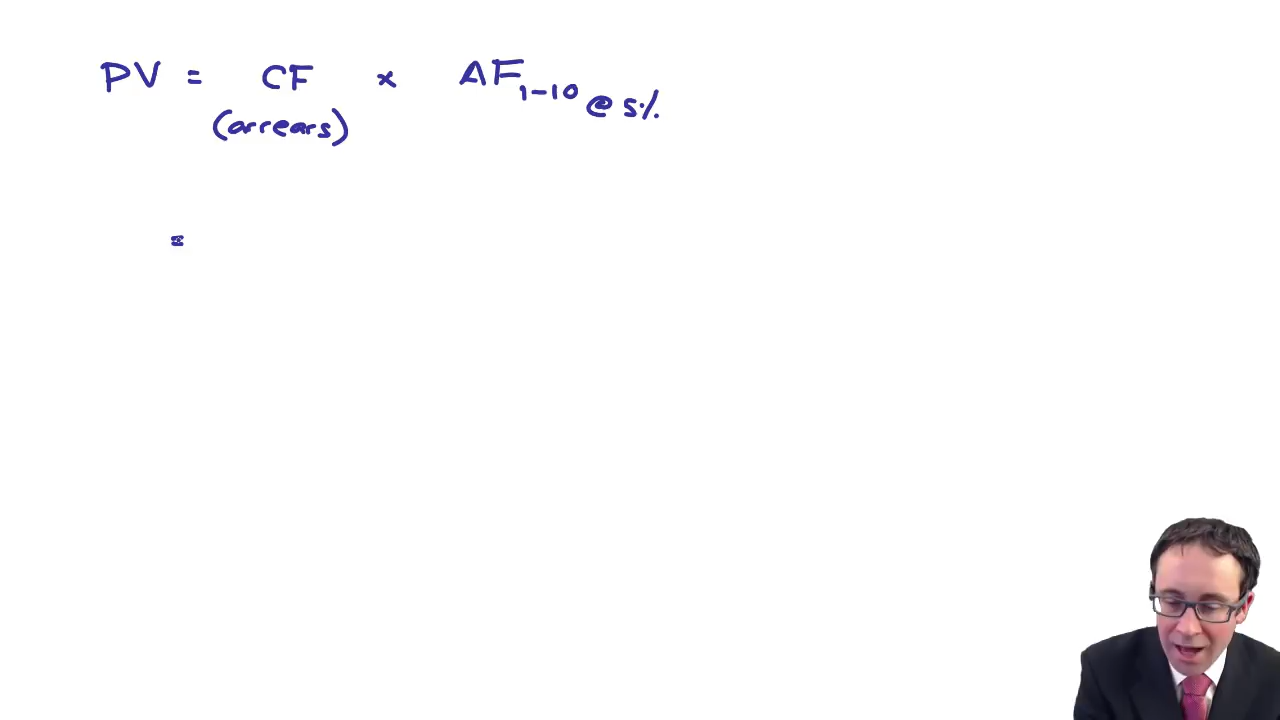 PV = CF × AF1-10 @ 5%
(arrears)
=